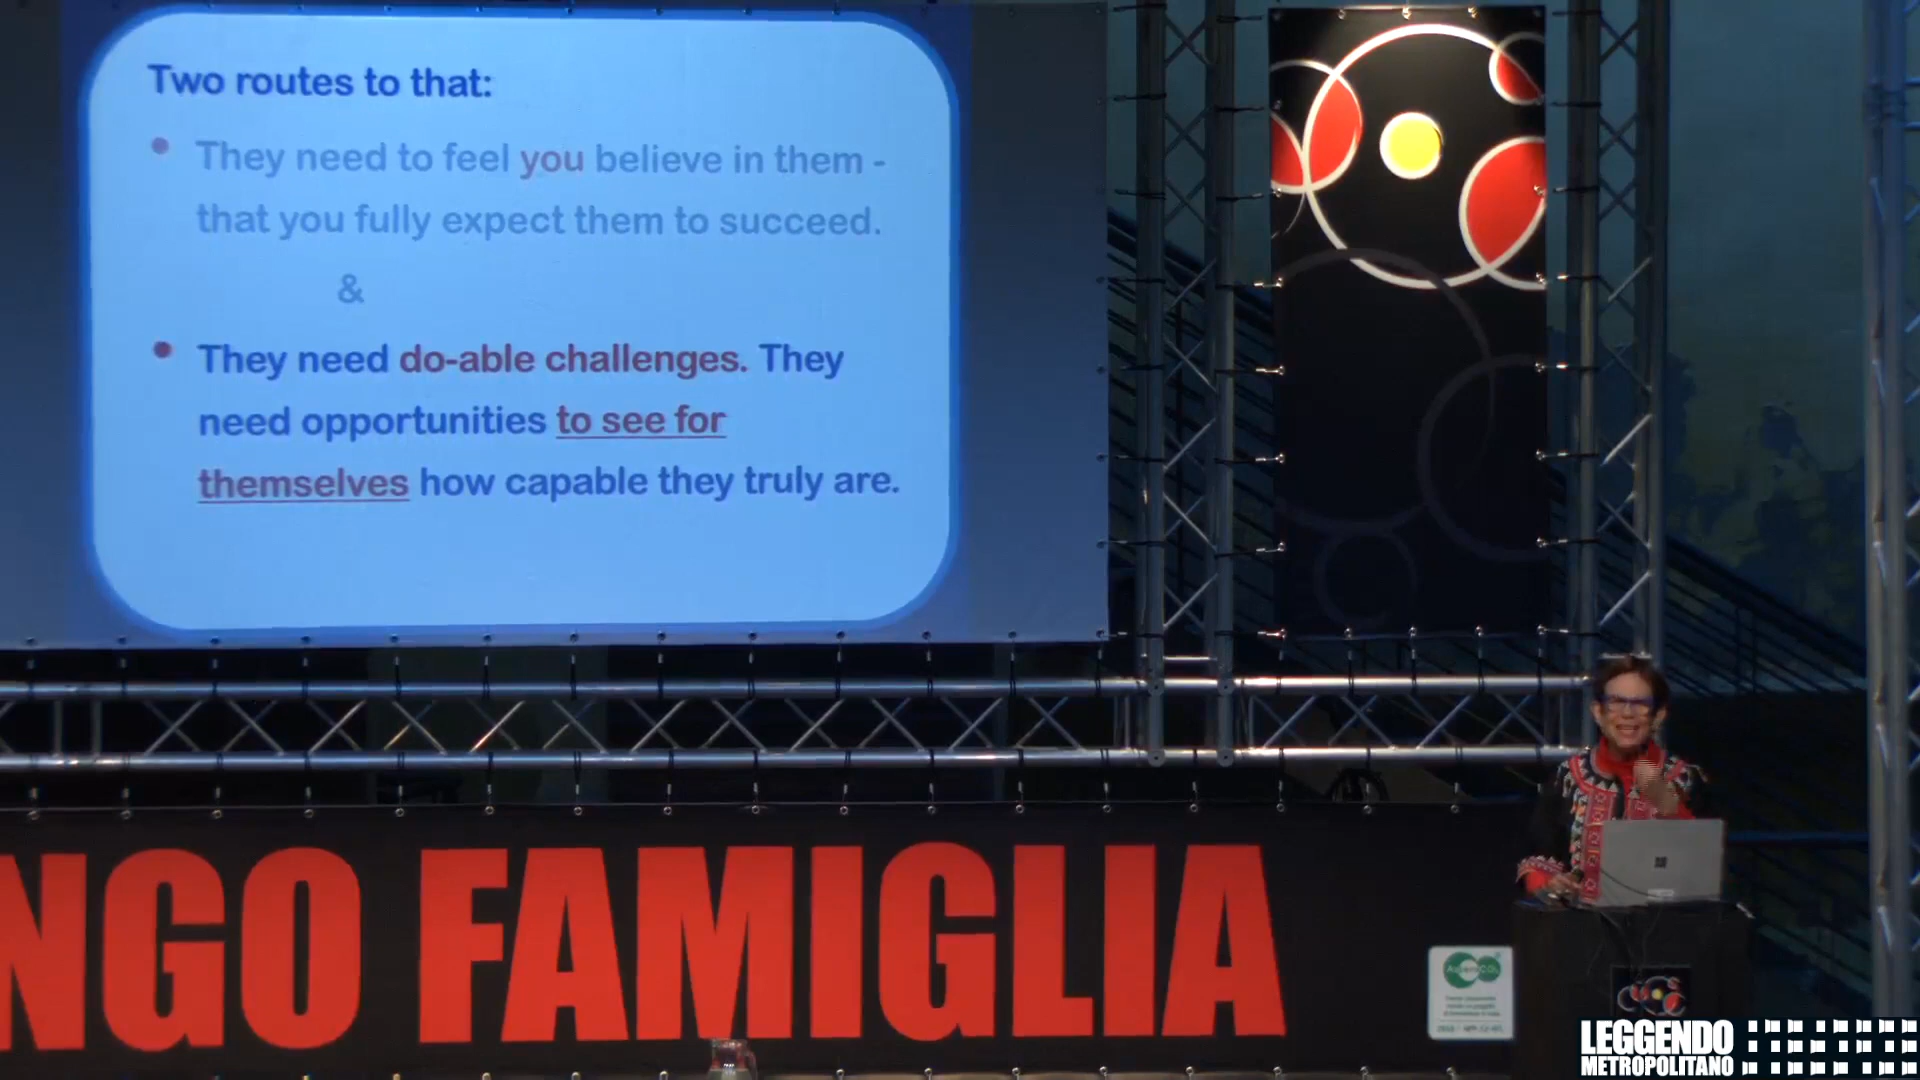 Two routes to that:
They need to feel you believe in them -
that you fully expect them to succeed.
&
They need do-able challenges. They
need opportunities to see for
themselves how capable they truly are.
NGO FAMIGLIA
LEGGENDO
METROPOLITANO